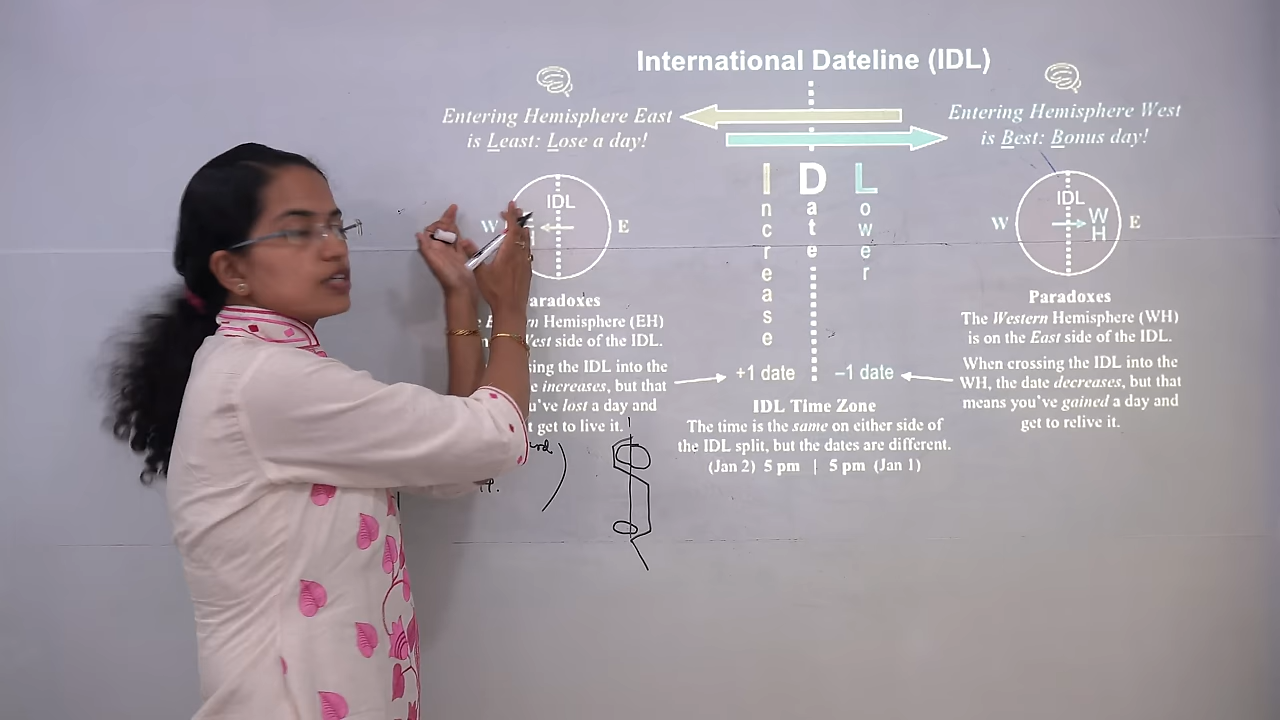 International Dateline (IDL)
Entering Hemisphere East
is Least: Lose a day!
Entering Hemisphere West
is Best: Bonus day!
IDL
W
E
H
Increase
Date
Lower
IDL
W
WH
E
aradoxes
Hemisphere (EH)
West side of the IDL.
sing the IDL into the
increases, but that
u've lost a day and
t get to live it.
+1 date
−1 date
IDL Time Zone
The time is the same on either side of
the IDL split, but the dates are different.
(Jan 2) 5 pm | 5 pm (Jan 1)
Paradoxes
The Western Hemisphere (WH)
is on the East side of the IDL.
When crossing the IDL into the
WH, the date decreases, but that
means you've gained a day and
get to relive it.